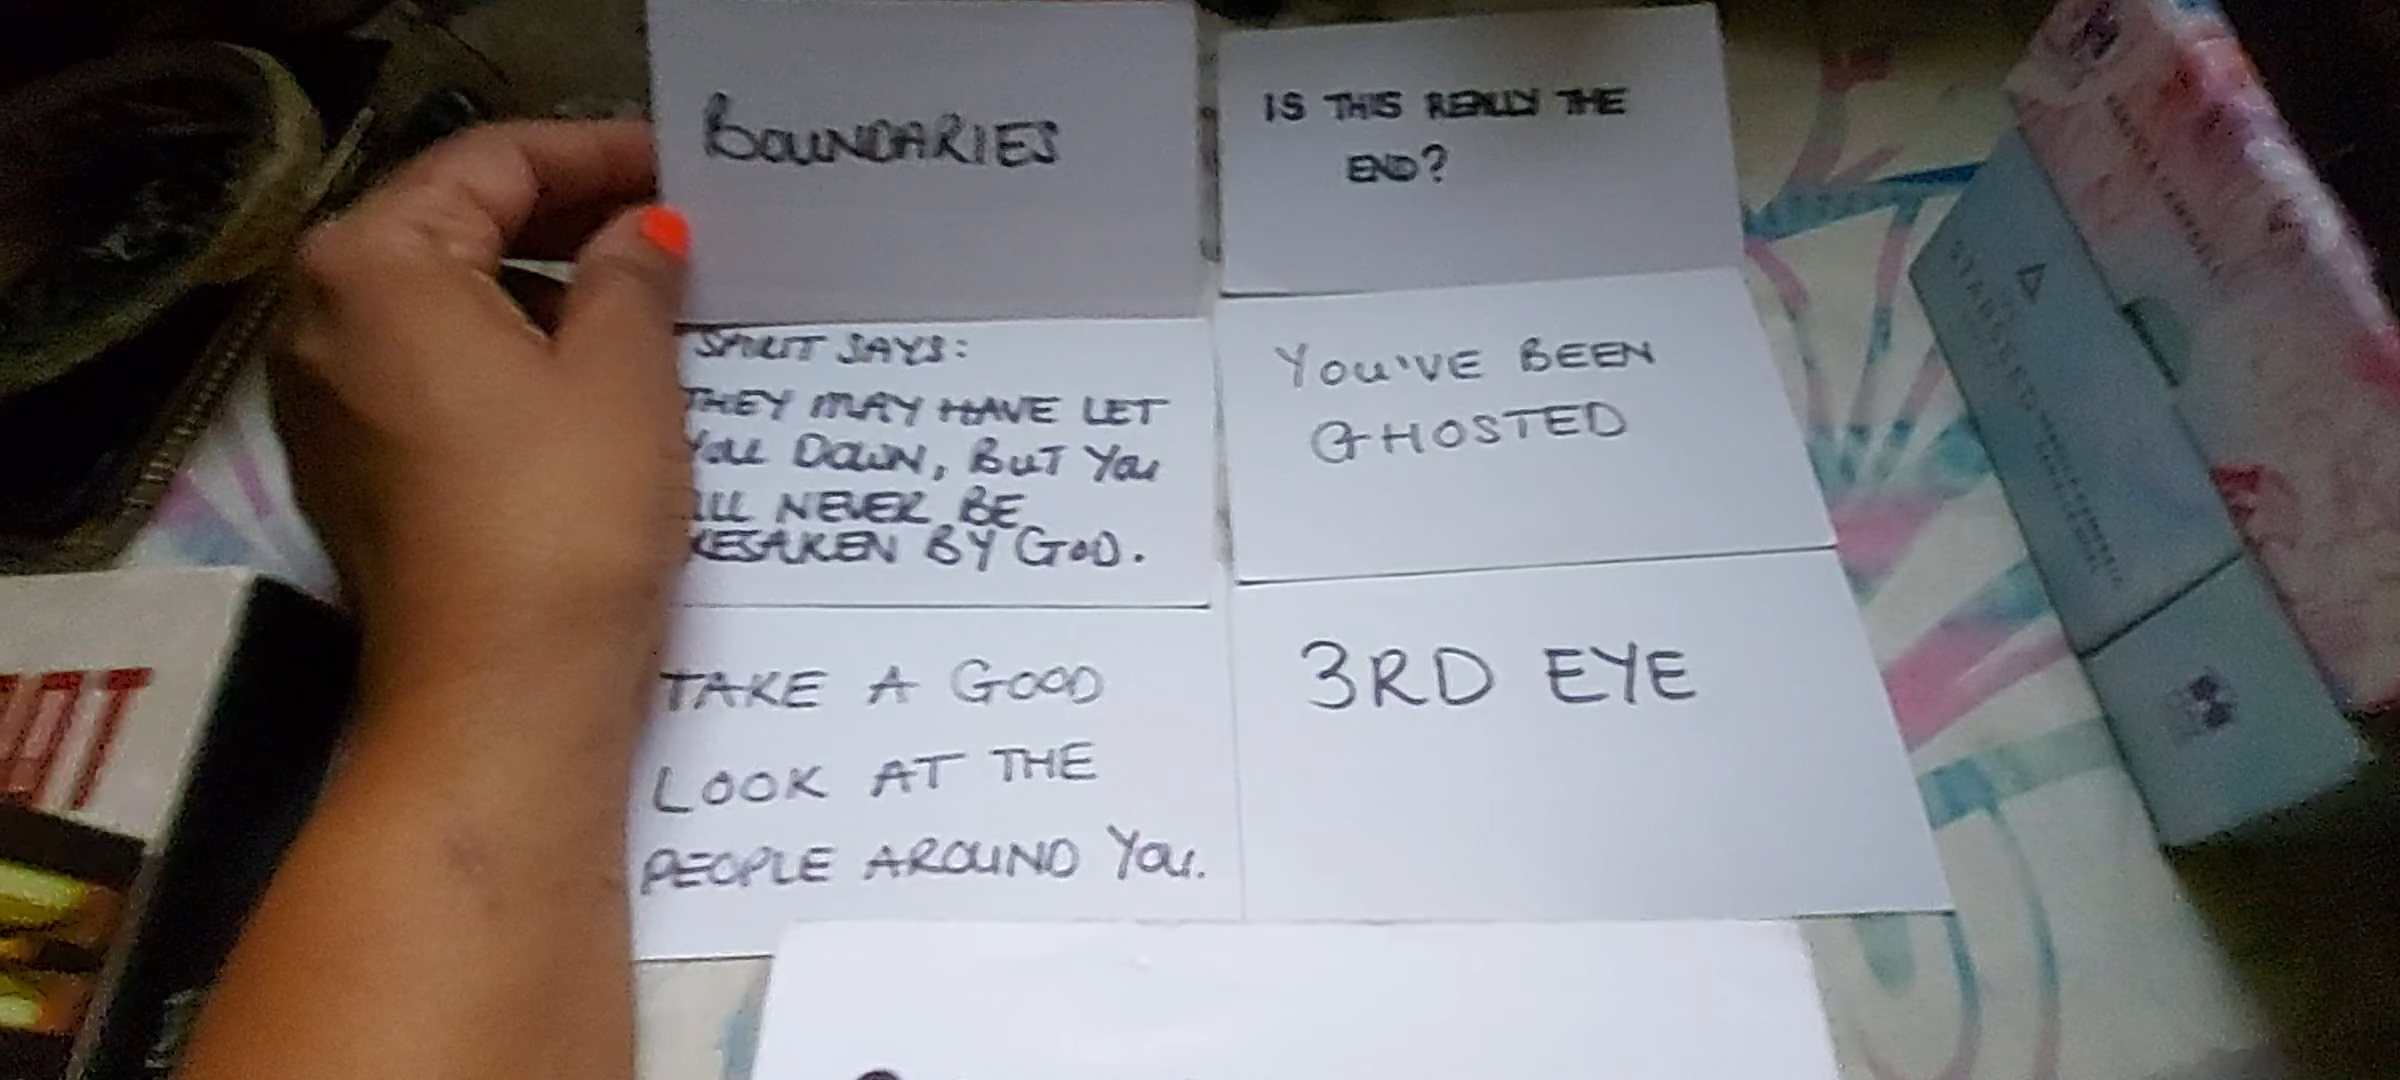 BOUNDARIES
IS THIS REALLY THE
END?
SPIRIT SAYS:
THEY MAY HAVE LET
YOU DOWN, BUT YOU
NEVER BE
BY GOD.
YOU'VE BEEN
GHOSTED
TAKE A GOOD
LOOK AT THE
PEOPLE AROUND YOU.
3RD EYE
STARSEED